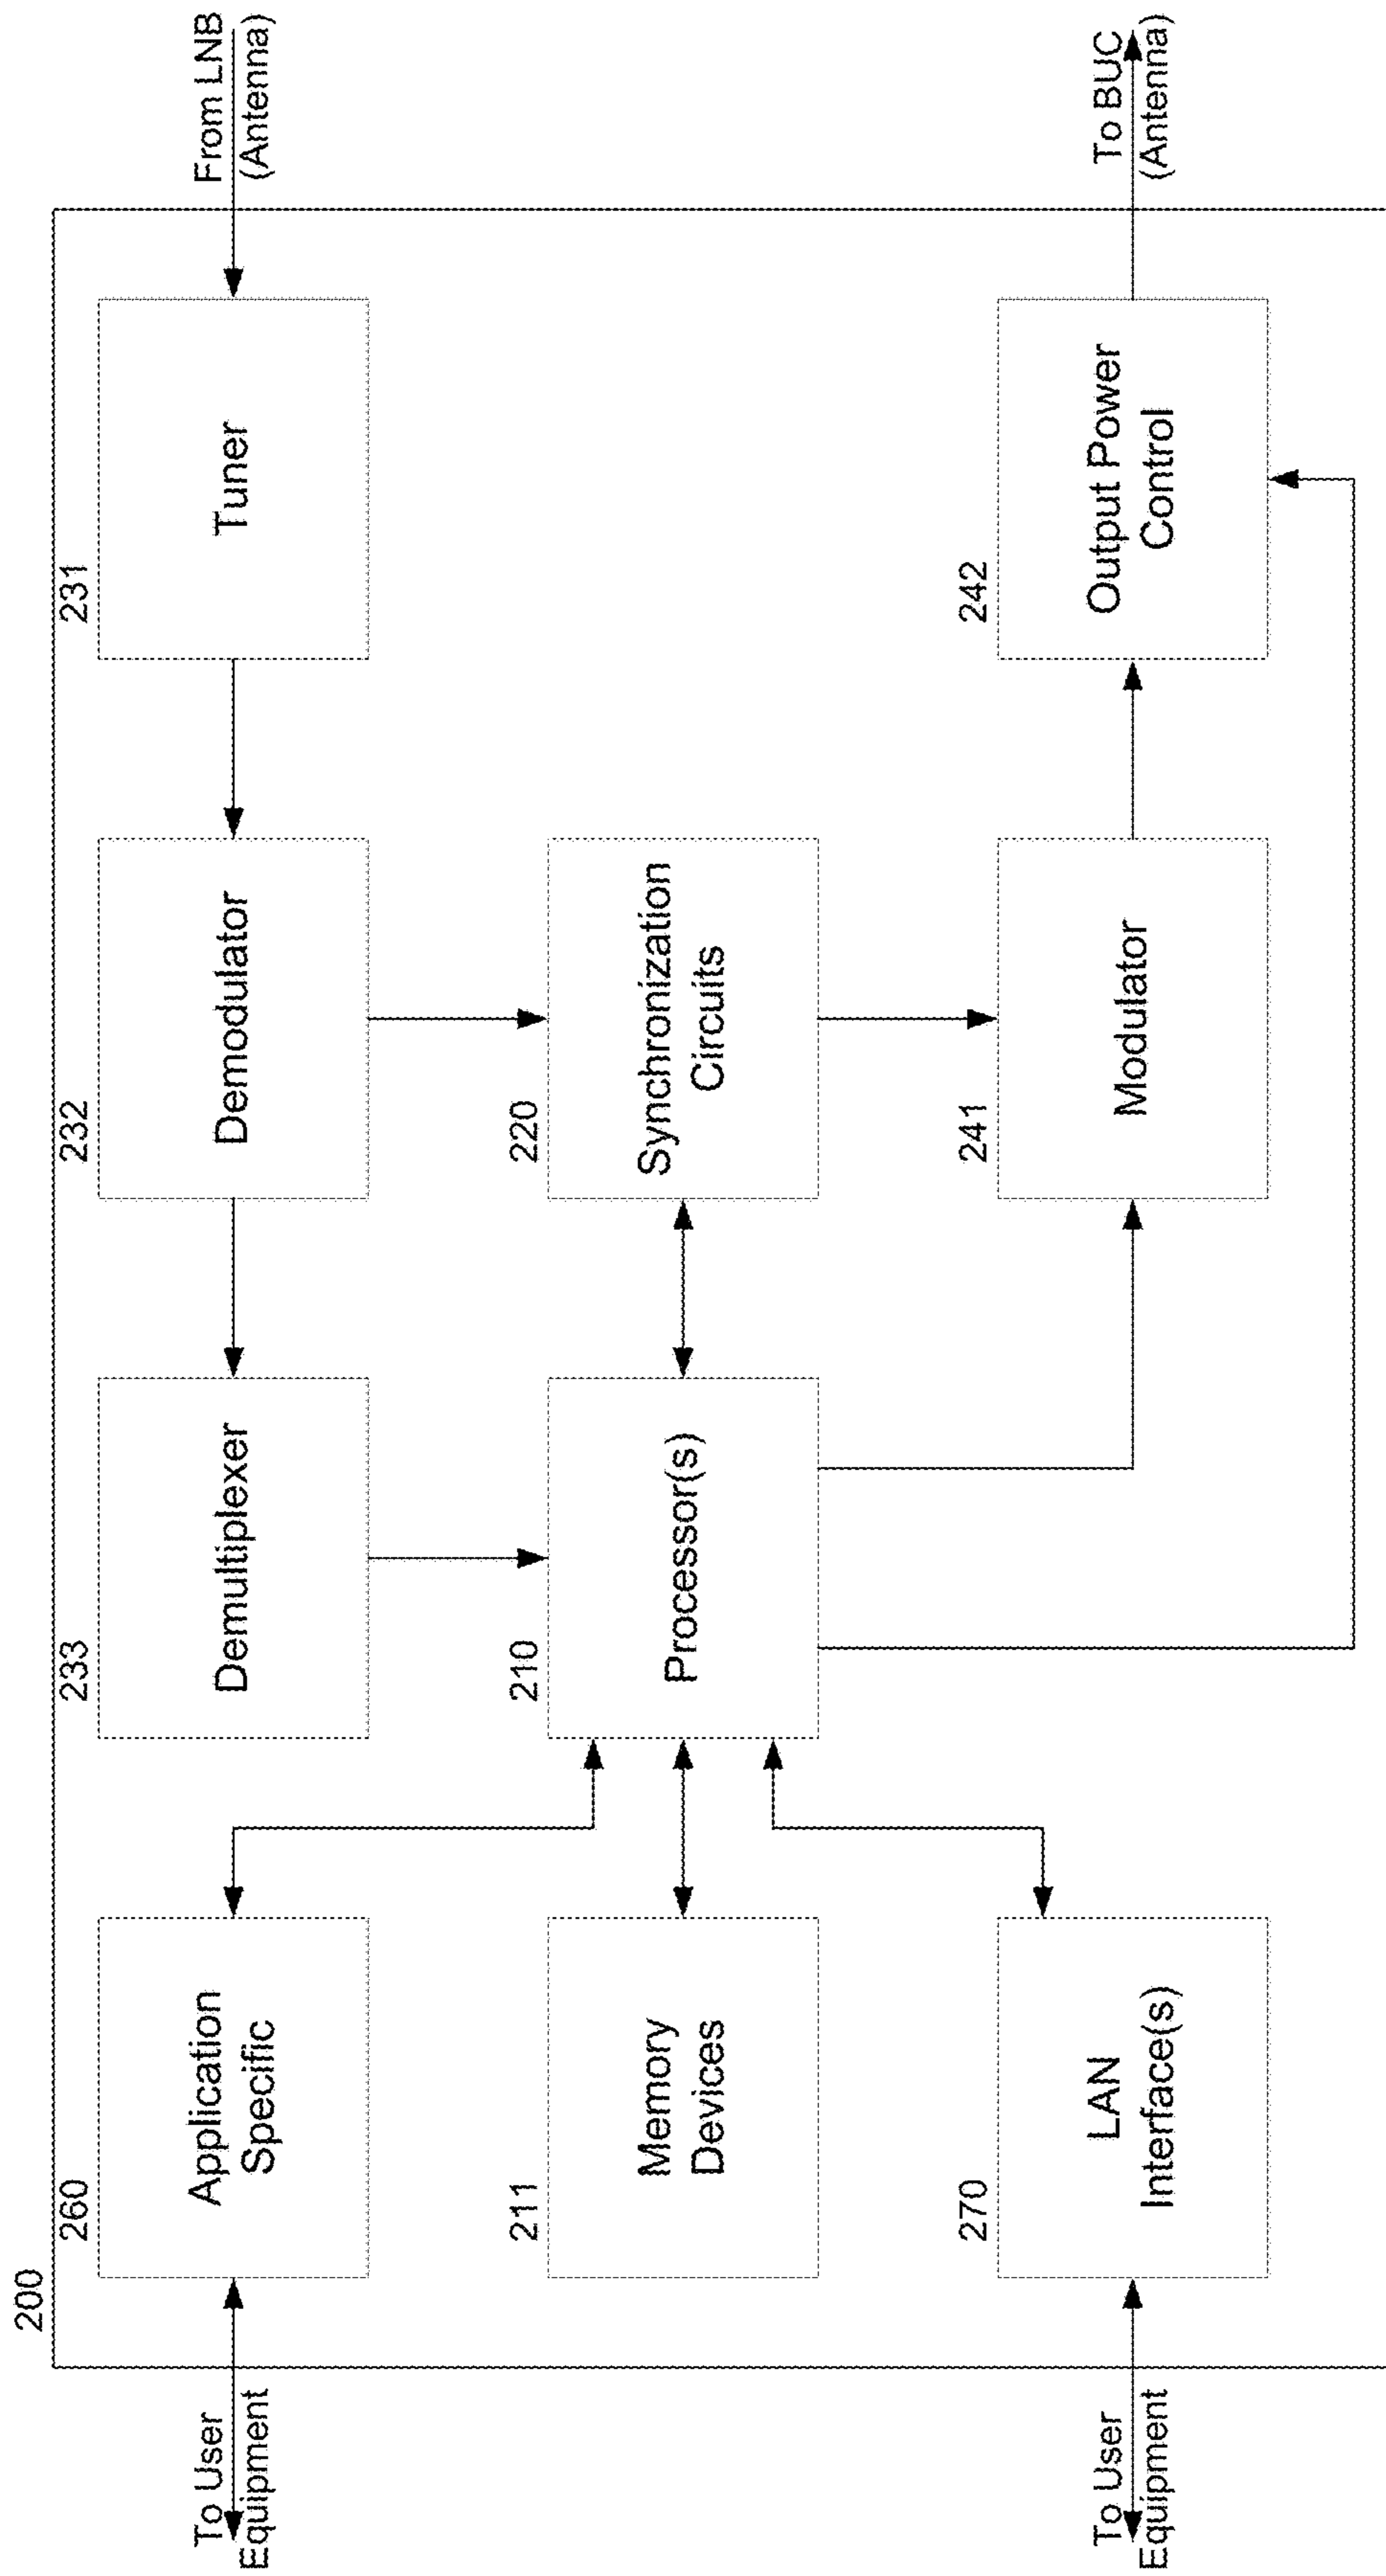 200
To User
Equipment
260
Application
Specific
233
Demultiplexer
232
Demodulator
231
Tuner
From LNB
(Antenna)
211
Memory
Devices
210
Processor(s)
220
Synchronization
Circuits
To User
Equipment
270
LAN
Interface(s)
241
Modulator
242
Output Power
Control
To BUC
(Antenna)